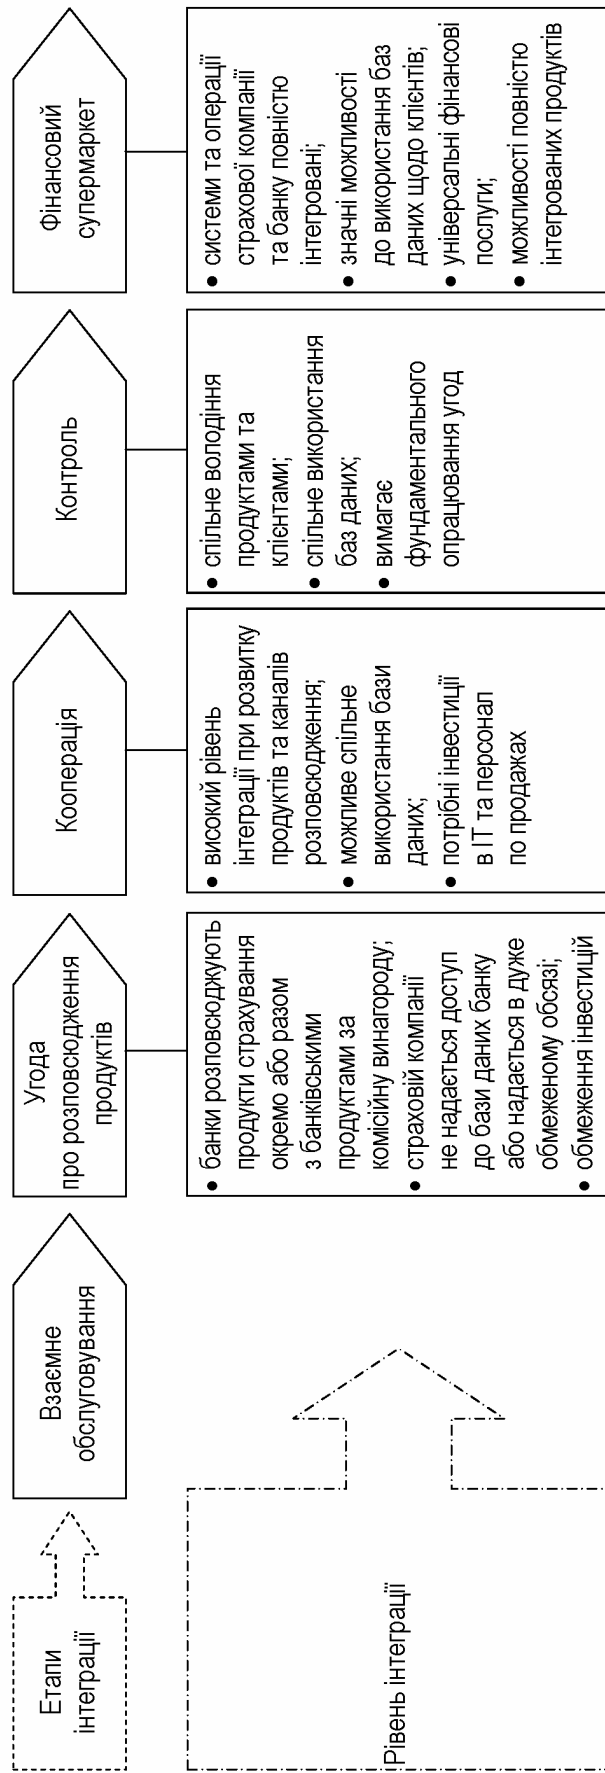 Етапи
інтеграції
Взаємне
обслуговування
Угода
про розповсюдження
продуктів
Кооперація
Контроль
Фінансовий
супермаркет
Рівень інтеграції
• банки розповсюджують
продукти страхування
окремо або разом
з банківськими
продуктами за
комісійну винагороду;
• страховій компанії
не надається доступ
до бази даних банку
або надається в дуже
обмеженому обсязі;
• обмеження інвестицій
• високий рівень
інтеграції при розвитку
продуктів та каналів
розповсюдження;
• можливе спільне
використання бази
даних;
• потрібні інвестиції
в ІТ та персонал
по продажах
• спільне володіння
продуктами та
клієнтами;
• спільне використання
баз даних;
• вимагає
фундаментального
опрацювання угод
• системи та операції
страхової компанії
та банку повністю
інтегровані;
• значні можливості
до використання баз
даних щодо клієнтів;
• універсальні фінансові
послуги;
• можливості повністю
інтегрованих продуктів